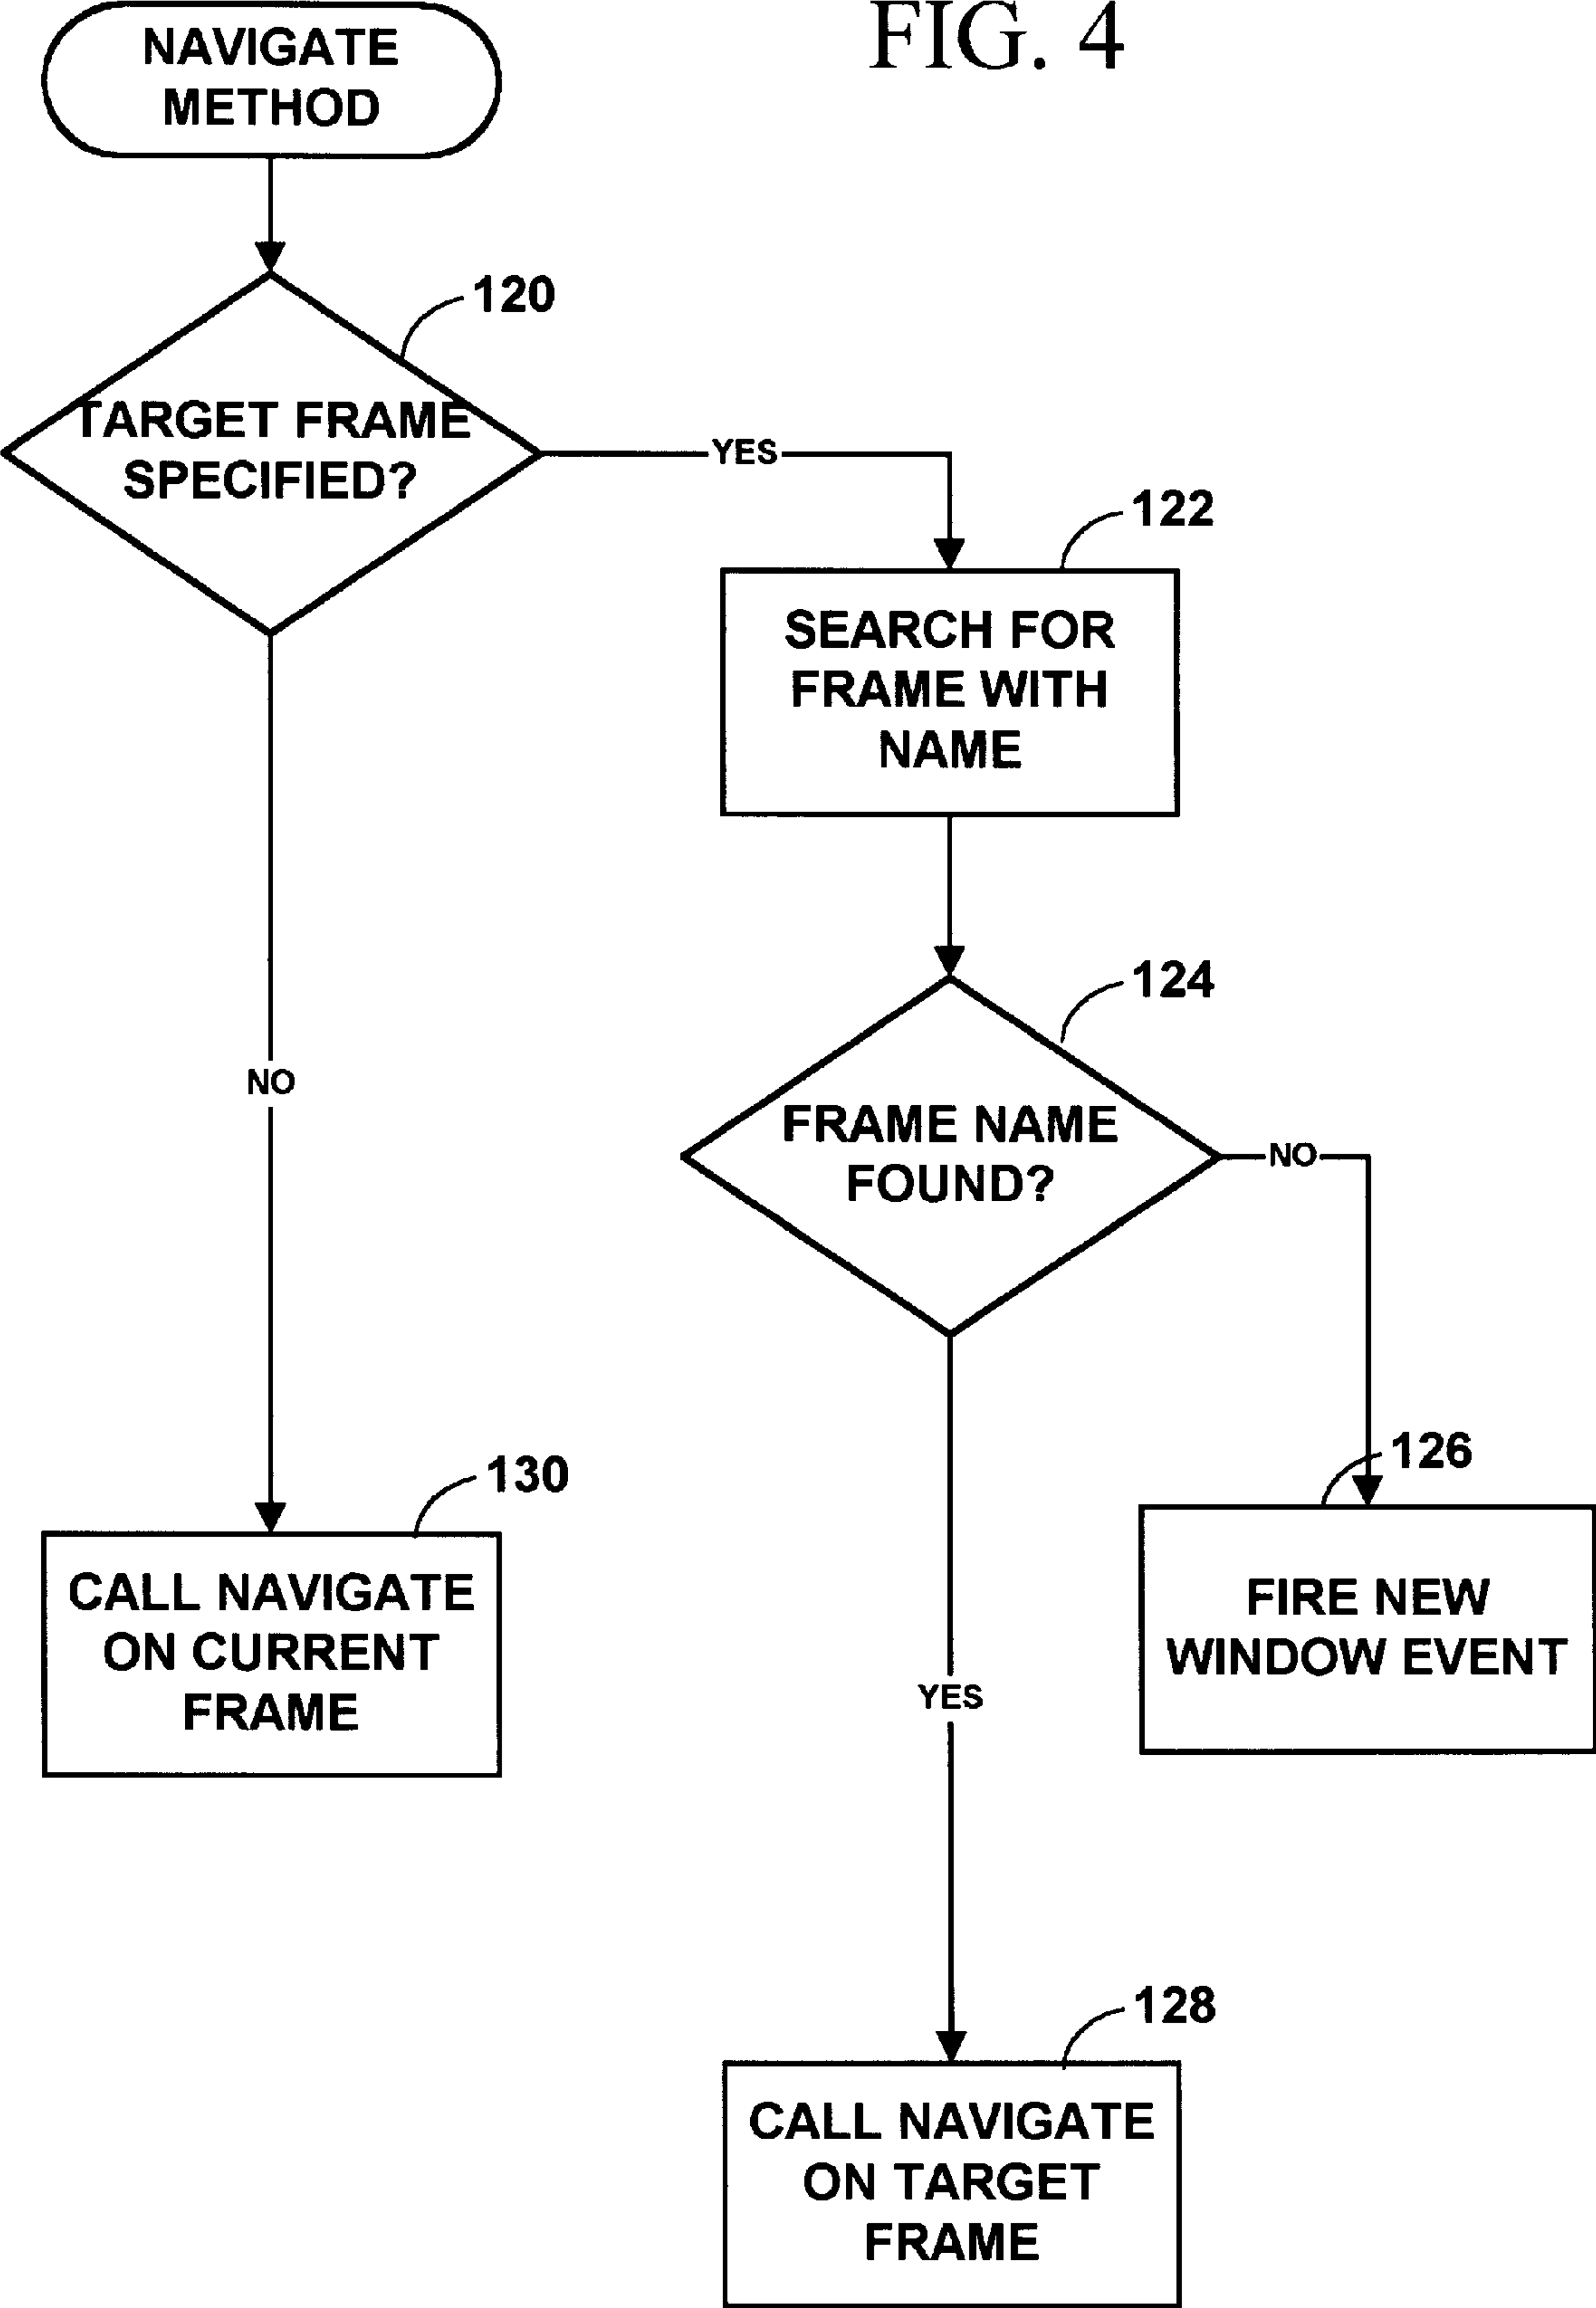 FIG. 4
NAVIGATE
METHOD
120
TARGET FRAME
SPECIFIED?
YES
122
SEARCH FOR
FRAME WITH
NAME
124
FRAME NAME
FOUND?
NO
NO
126
FIRE NEW
WINDOW EVENT
130
CALL NAVIGATE
ON CURRENT
FRAME
YES
128
CALL NAVIGATE
ON TARGET
FRAME